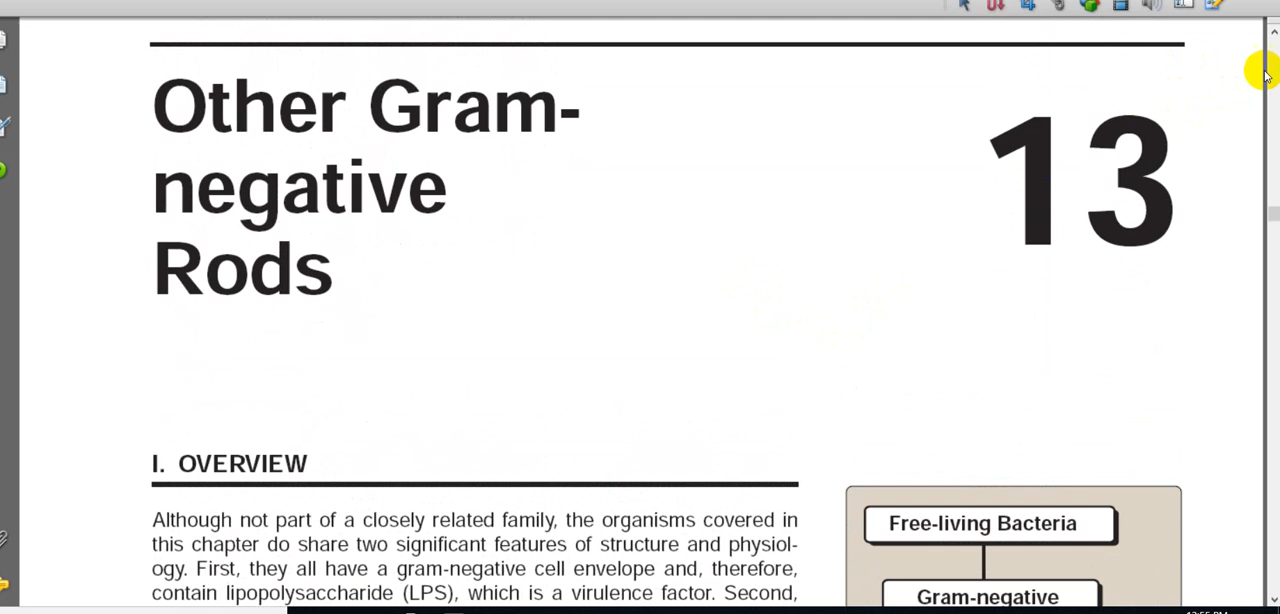 Other Gram-
negative
Rods
13
I. OVERVIEW
Although not part of a closely related family, the organisms covered in
this chapter do share two significant features of structure and physiol-
ogy. First, they all have a gram-negative cell envelope and, therefore,
contain lipopolysaccharide (LPS), which is a virulence factor. Second,
Free-living Bacteria
Gram-negative